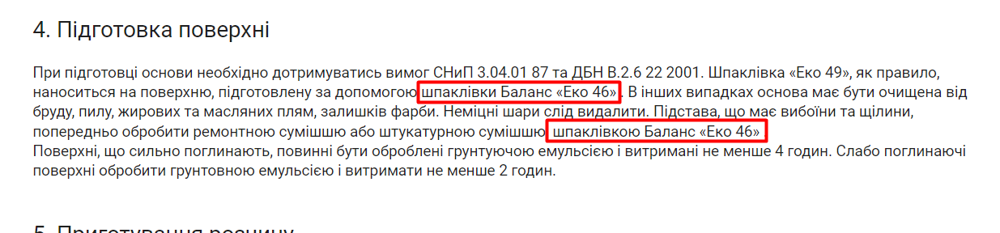 4. Підготовка поверхні
При підготовці основи необхідно дотримуватись вимог СНиП 3.04.01 87 та ДБН В.2.6 22 2001. Шпаклівка «Еко 49», як правило,
наноситься на поверхню, підготовлену за допомогою шпаклівки Баланс «Еко 46» . В інших випадках основа має бути очищена від
бруду, пилу, жирових та масляних плям, залишків фарби. Неміцні шари слід видалити. Підстава, що має вибоїни та щілини,
попередньо обробити ремонтною сумішшю або штукатурною сумішшю шпаклівкою Баланс «Еко 46»
Поверхні, що сильно поглинають, повинні бути оброблені грунтуючою емульсією і витримані не менше 4 годин. Слабо поглинаючі
поверхні обробити грунтовною емульсією і витримати не менше 2 годин.
5. Приготування розчину